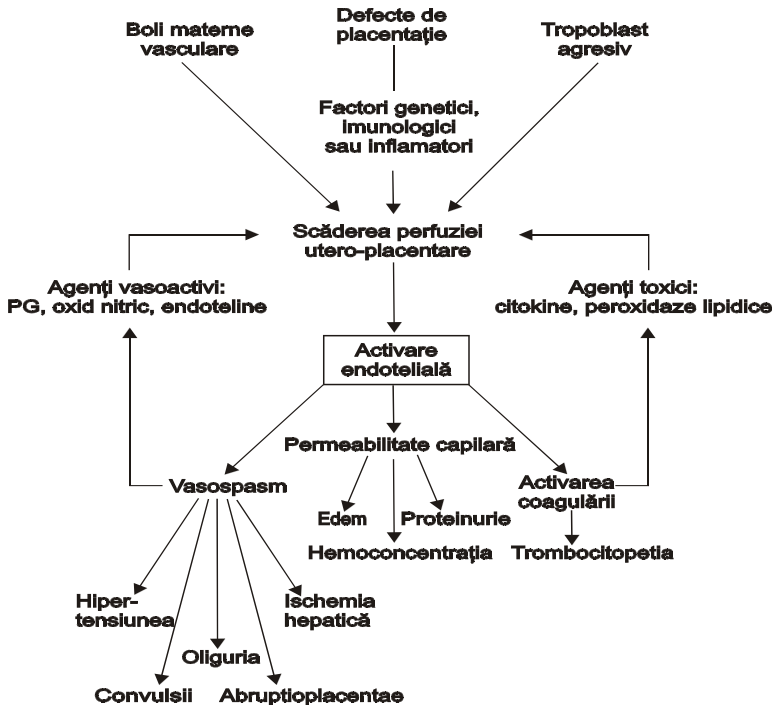 Boli materne
vasculare
Defecte de
placentație
Tropoblast
agresiv
Factori genetici,
imunologici
sau inflamatori
Scăderea perfuziei
utero-placentare
Agenți vasoactivi:
PG, oxid nitric, endoteline
Agenți toxici:
citokine, peroxidaze lipidice
Activare
endotelială
Permeabilitate capilară
Vasospasm
Activarea
coagulării
Edem
Proteinurie
Hemoconcentrația
Trombocitopetia
Hiper-
tensiunea
Ischemia
hepatică
Oliguria
Convulsii
Abruptioplacentae